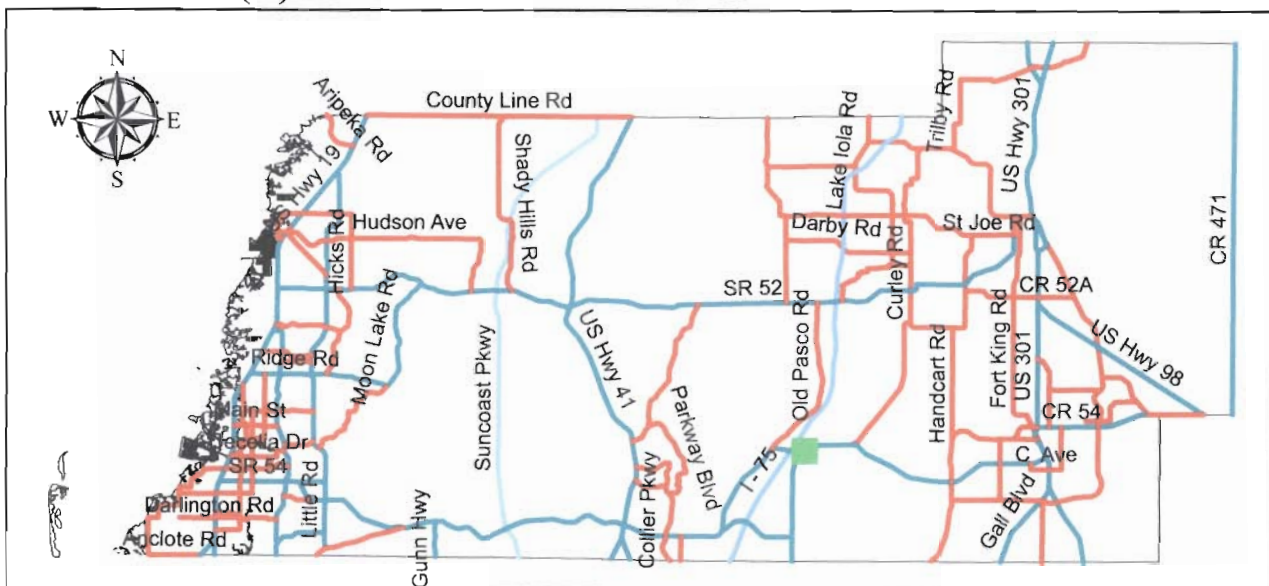 N
W E
S
Aripeka Rd
County Line Rd
Hwy 19
Shady Hills Rd
Hicks Rd
Hudson Ave
Moon Lake Rd
Ridge Rd
Main St
Decelia Dr
SR 54
Little Rd
Darlington Rd
Anclote Rd
Suncoast Pkwy
Gunn Hwy
US Hwy 41
Collier Pkwy
Parkway Blvd
I - 75
Old Pasco Rd
SR 52
Lake Iola Rd
Darby Rd
Curley Rd
Trilby Rd
US Hwy 301
St Joe Rd
CR 471
CR 52A
Handcart Rd
Fort King Rd
US 301
US Hwy 98
CR 54
C Ave
Gall Blvd